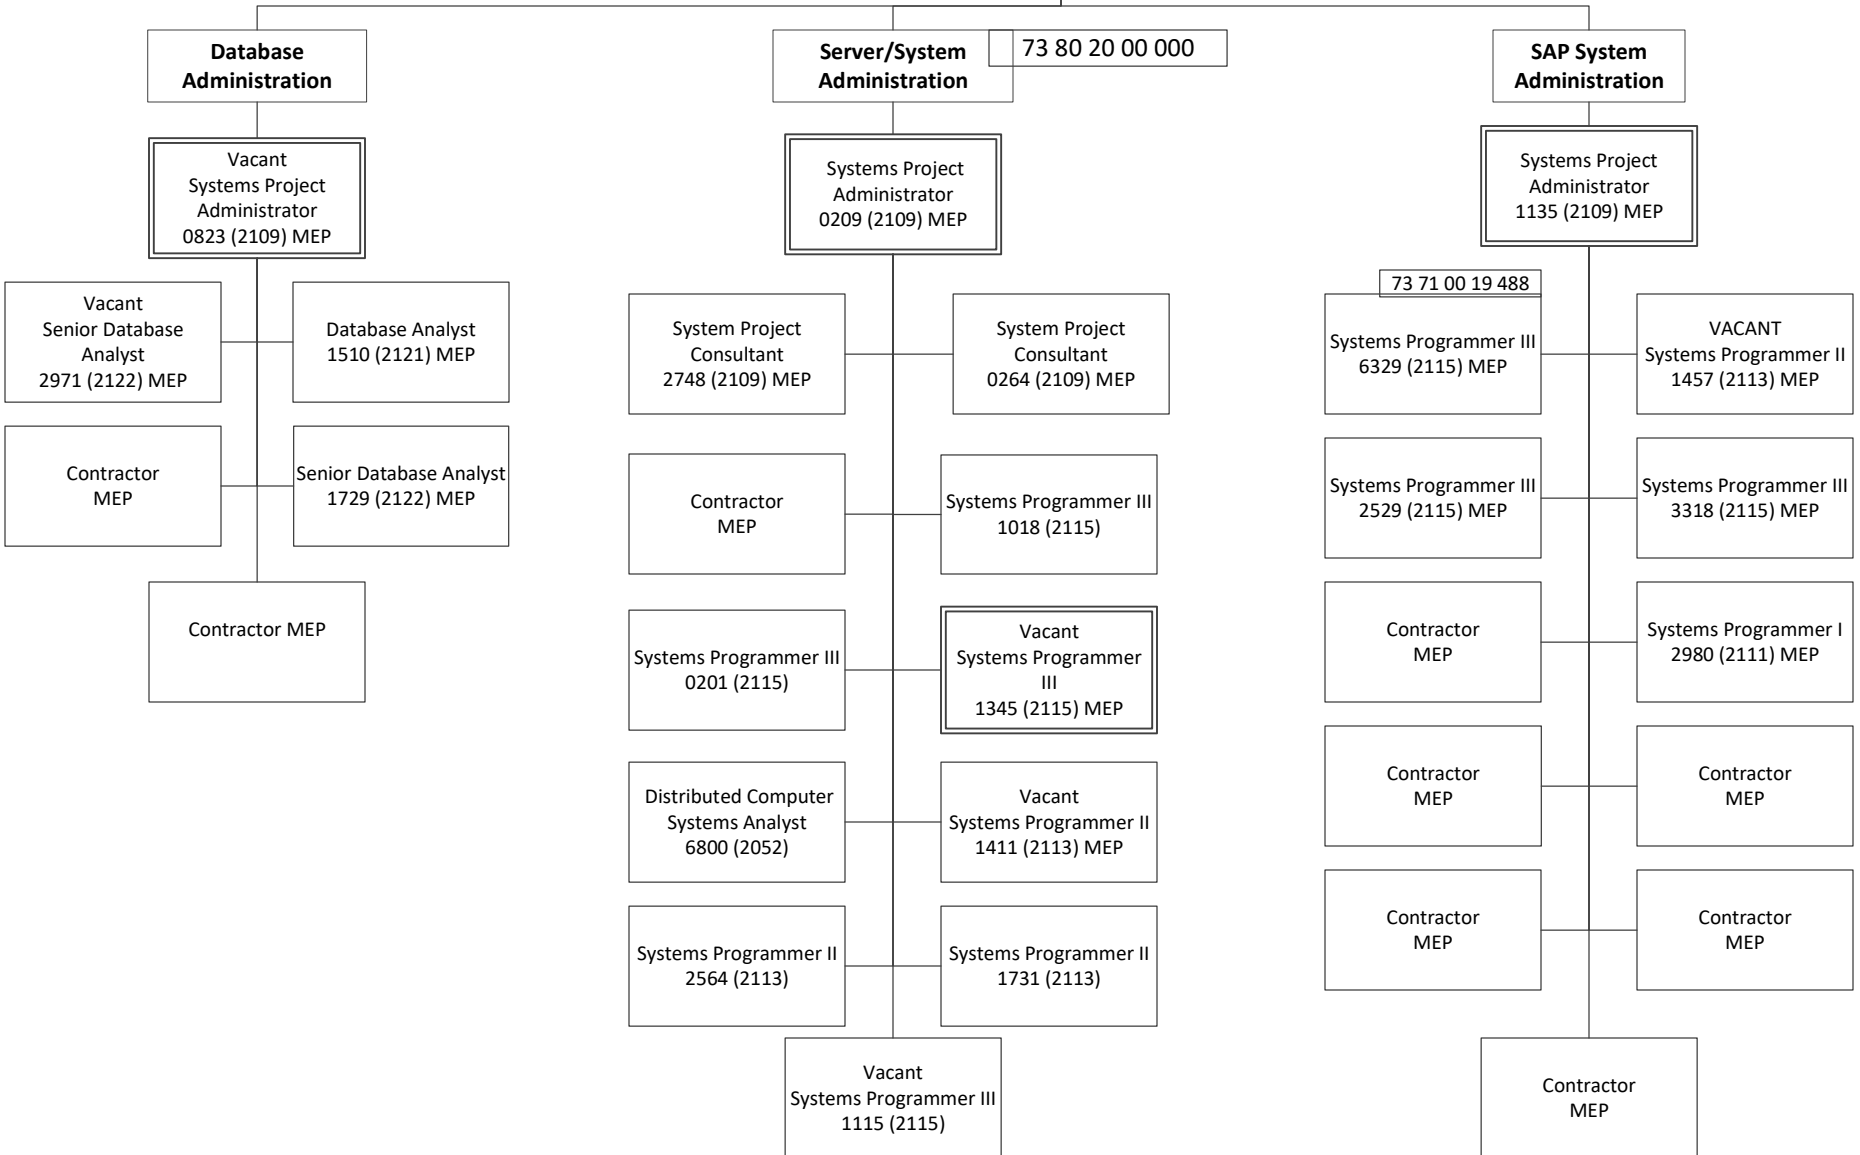 Database
Administration
Vacant
Systems Project
Administrator
0823 (2109) MEP
Vacant
Senior Database
Analyst
2971 (2122) MEP
Database Analyst
1510 (2121) MEP
Contractor
MEP
Senior Database Analyst
1729 (2122) MEP
Contractor MEP
Server/System
Administration
73 80 20 00 000
Systems Project
Administrator
0209 (2109) MEP
System Project
Consultant
2748 (2109) MEP
System Project
Consultant
0264 (2109) MEP
Contractor
MEP
Systems Programmer III
1018 (2115)
Systems Programmer III
0201 (2115)
Vacant
Systems Programmer
III
1345 (2115) MEP
Distributed Computer
Systems Analyst
6800 (2052)
Vacant
Systems Programmer II
1411 (2113) MEP
Systems Programmer II
2564 (2113)
Systems Programmer II
1731 (2113)
Vacant
Systems Programmer III
1115 (2115)
SAP System
Administration
Systems Project
Administrator
1135 (2109) MEP
73 71 00 19 488
Systems Programmer III
6329 (2115) MEP
VACANT
Systems Programmer II
1457 (2113) MEP
Systems Programmer III
2529 (2115) MEP
Systems Programmer III
3318 (2115) MEP
Contractor
MEP
Systems Programmer I
2980 (2111) MEP
Contractor
MEP
Contractor
MEP
Contractor
MEP
Contractor
MEP
Contractor
MEP